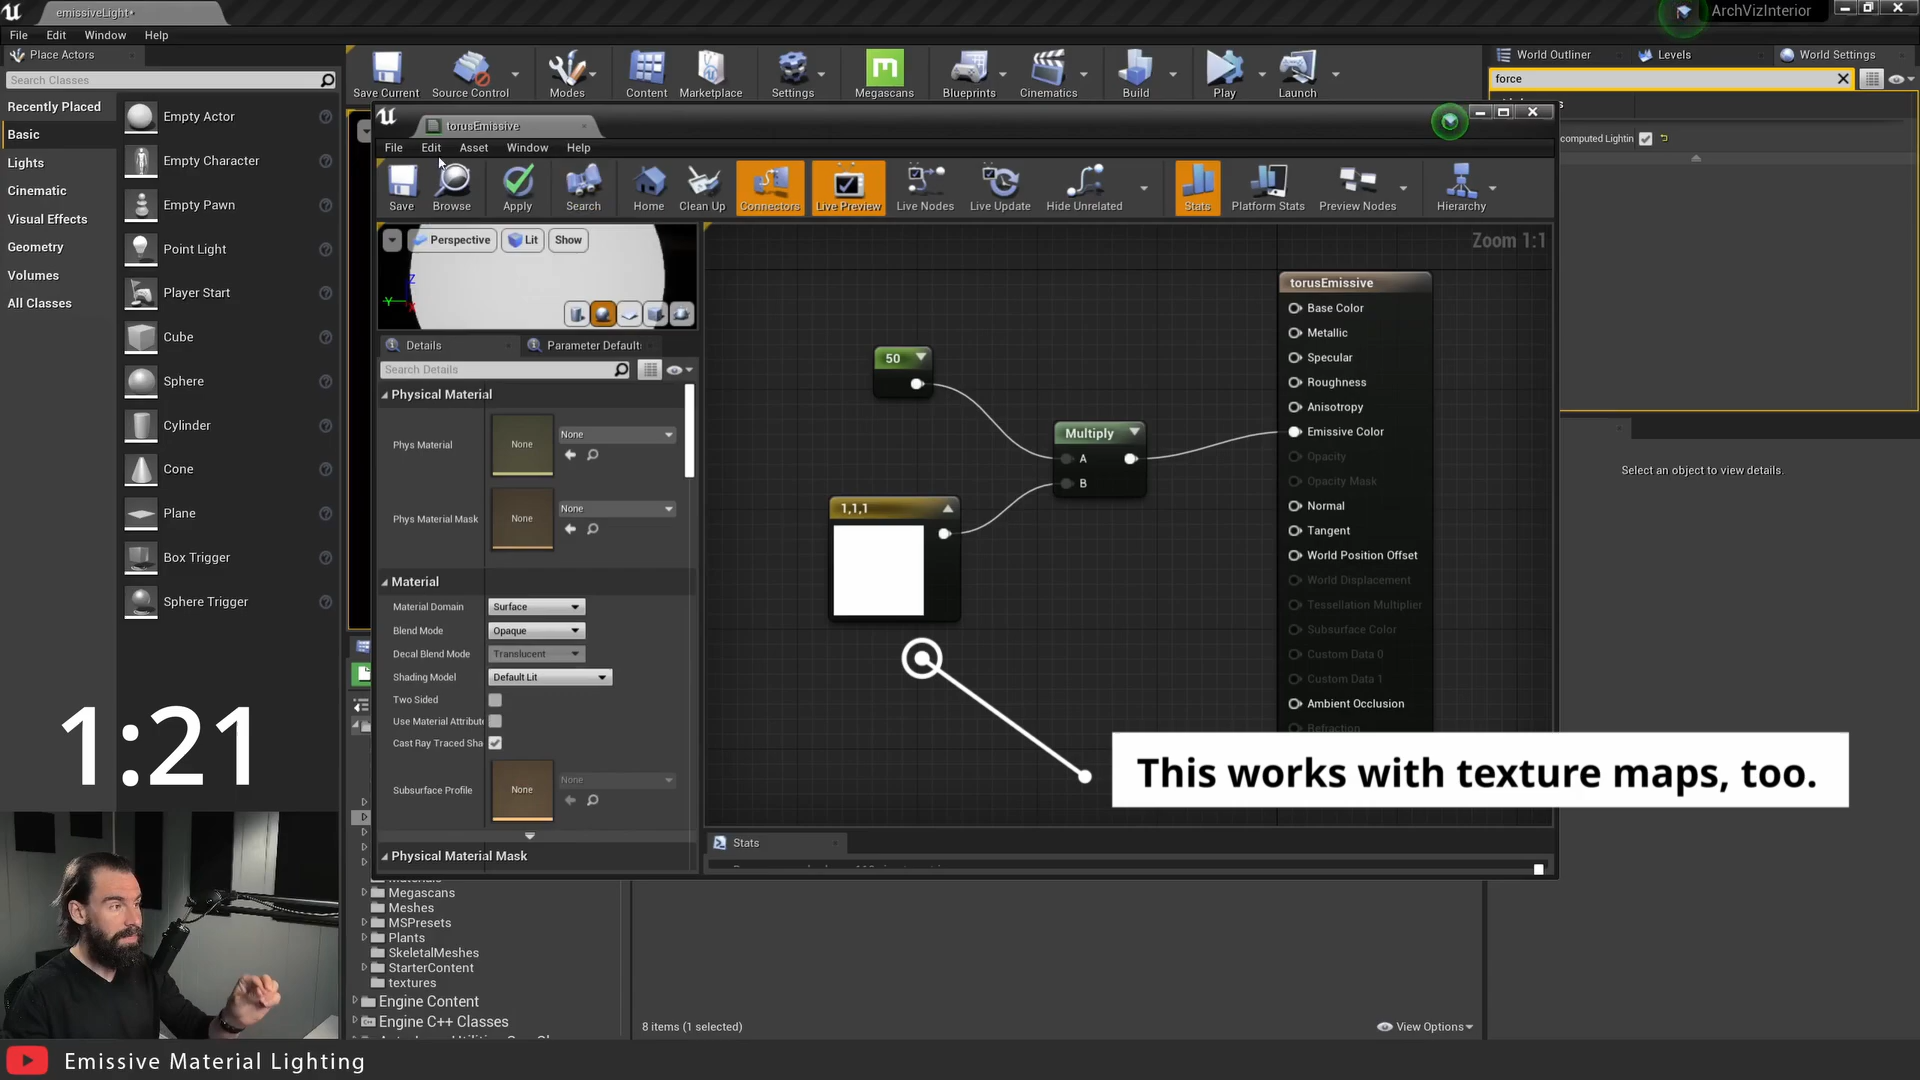 emissiveLight*
ArchVizInterior
File Edit Window Help
Place Actors
Search Classes
Recently Placed
Basic
Lights
Cinematic
Visual Effects
Geometry
Volumes
All Classes
Empty Actor
Empty Character
Empty Pawn
Point Light
Player Start
Cube
Sphere
Cylinder
Cone
Plane
Box Trigger
Sphere Trigger
Save Current
Source Control
Modes
Content
Marketplace
Settings
Megascans
Blueprints
Cinematics
Build
Play
Launch
World Outliner
Levels
World Settings
force
computed Lightin
Select an object to view details.
torusEmissive
File Edit Asset Window Help
Save
Browse
Apply
Search
Home
Clean Up
Connectors
Live Preview
Live Nodes
Live Update
Hide Unrelated
Stats
Platform Stats
Preview Nodes
Hierarchy
Perspective
Lit
Show
Z
Y
X
Details
Parameter Default
Search Details
Physical Material
Phys Material
None
None
Phys Material Mask
None
None
Material
Material Domain Surface
Blend Mode Opaque
Decal Blend Mode Translucent
Shading Model Default Lit
Two Sided
Use Material Attribute
Cast Ray Traced Sha
Subsurface Profile
None
None
Physical Material Mask
Zoom 1:1
50
1,1,1
Multiply
A
B
torusEmissive
Base Color
Metallic
Specular
Roughness
Anisotropy
Emissive Color
Opacity
Opacity Mask
Normal
Tangent
World Position Offset
World Displacement
Tessellation Multiplier
Subsurface Color
Custom Data 0
Custom Data 1
Ambient Occlusion
Refraction
This works with texture maps, too.
Stats
1:21
Materials
Megascans
Meshes
MSPresets
Plants
SkeletalMeshes
StarterContent
textures
Engine Content
Engine C++ Classes
8 items (1 selected)
View Options
Emissive Material Lighting